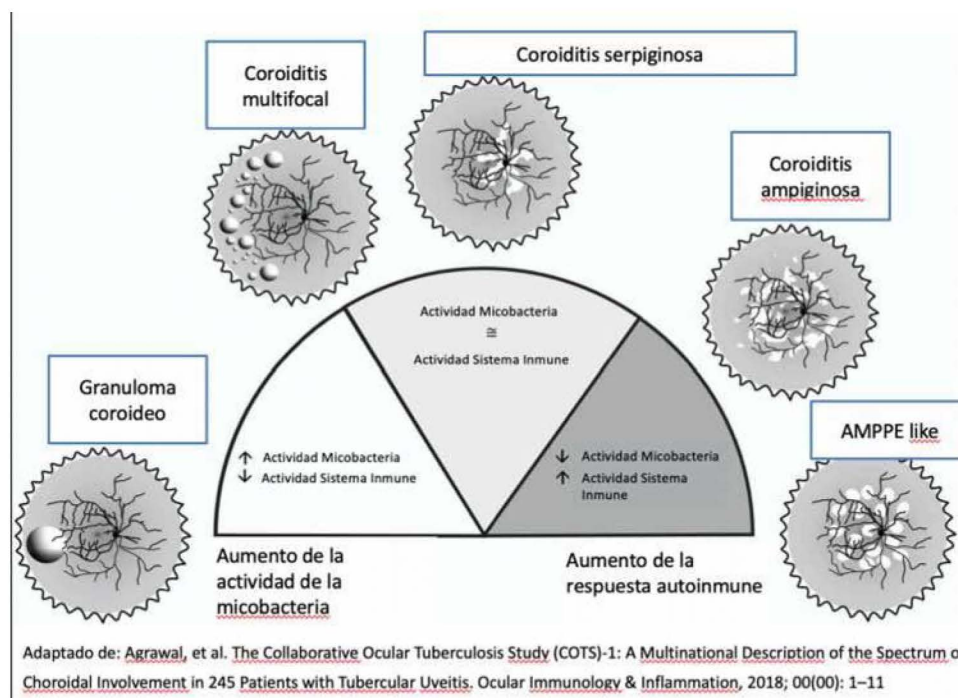 Coroiditis serpiginosa
Coroiditis
multifocal
Coroiditis
ampiginosa
Granuloma
coroideo
AMPPE like
Actividad Micobacteria
≅
Actividad Sistema Inmune
↑ Actividad Micobacteria
↓ Actividad Sistema Inmune
↓ Actividad Micobacteria
↑ Actividad Sistema
Inmune
Aumento de la
actividad de la
micobacteria
Aumento de la
respuesta autoinmune
Adaptado de: Agrawal, et al. The Collaborative Ocular Tuberculosis Study (COTS)-1: A Multinational Description of the Spectrum o
Choroidal Involvement in 245 Patients with Tubercular Uveitis. Ocular Immunology & Inflammation, 2018; 00(00): 1–11